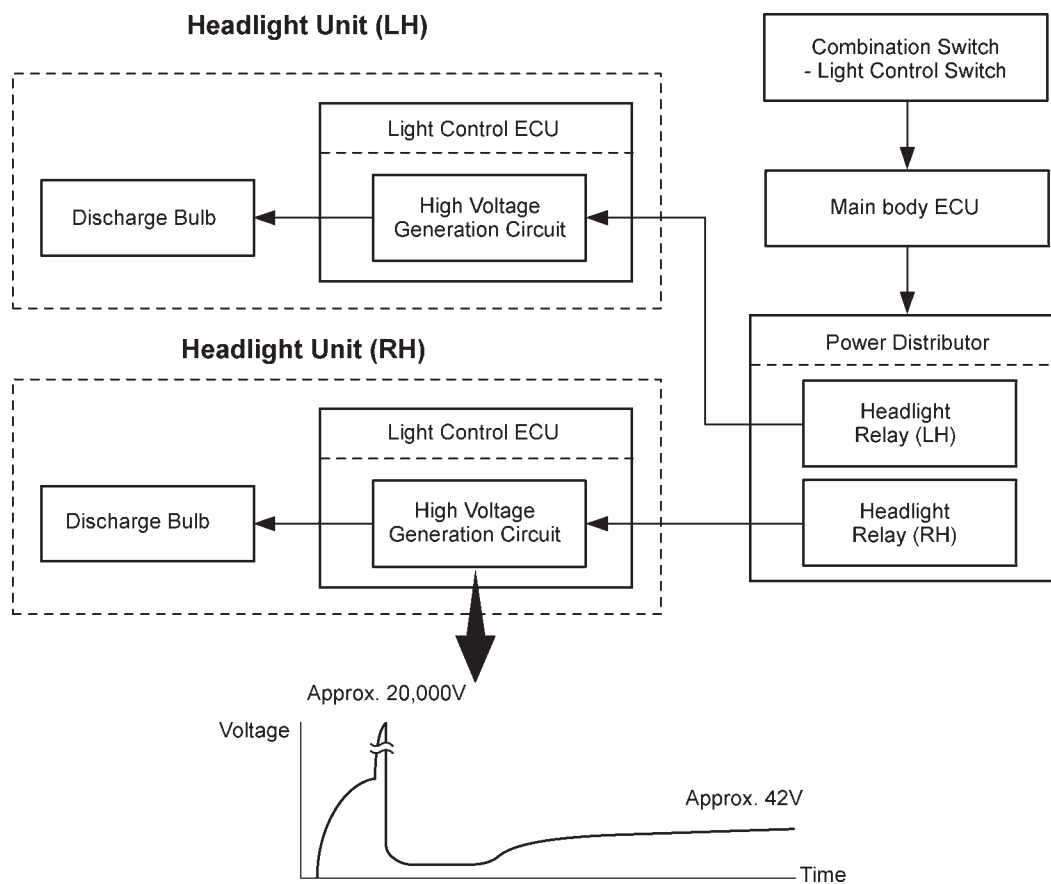 Headlight Unit (LH)
Light Control ECU
High Voltage
Generation Circuit
Discharge Bulb
Combination Switch
- Light Control Switch
Main body ECU
Power Distributor
Headlight
Relay (LH)
Headlight
Relay (RH)
Headlight Unit (RH)
Light Control ECU
High Voltage
Generation Circuit
Discharge Bulb
Approx. 20,000V
Voltage
Approx. 42V
Time